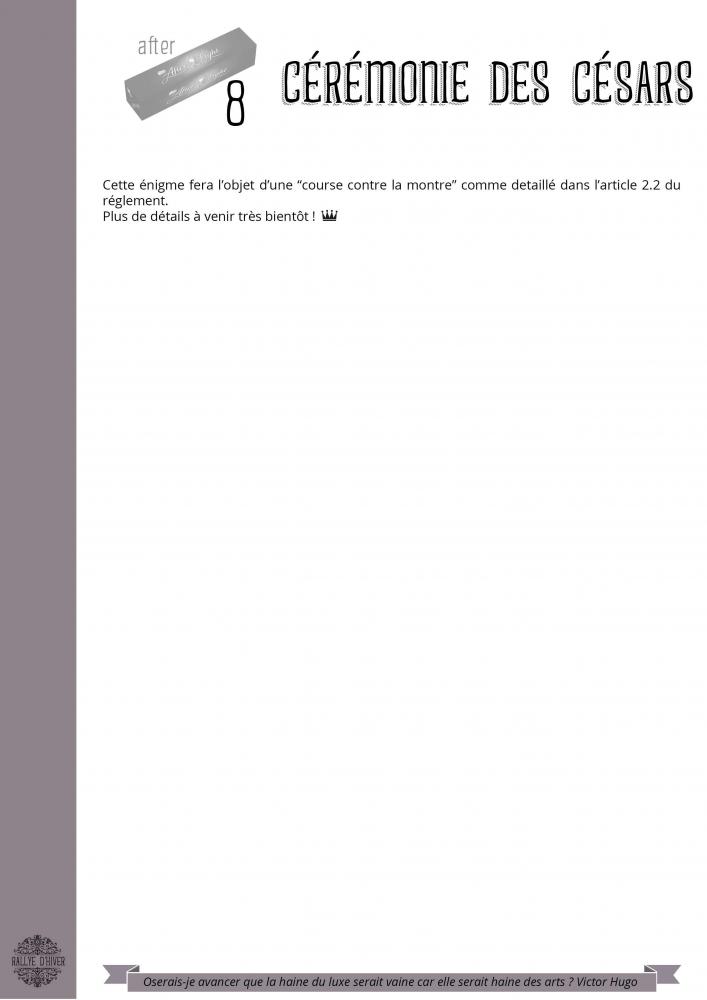 after
After Eight
8
CÉRÉMONIE DES CÉSARS
Cette énigme fera l’objet d’une “course contre la montre” comme detaillé dans l’article 2.2 du
réglement.
Plus de détails à venir très bientôt !
RALLYE D'HIVER
Oserais-je avancer que la haine du luxe serait vaine car elle serait haine des arts ? Victor Hugo